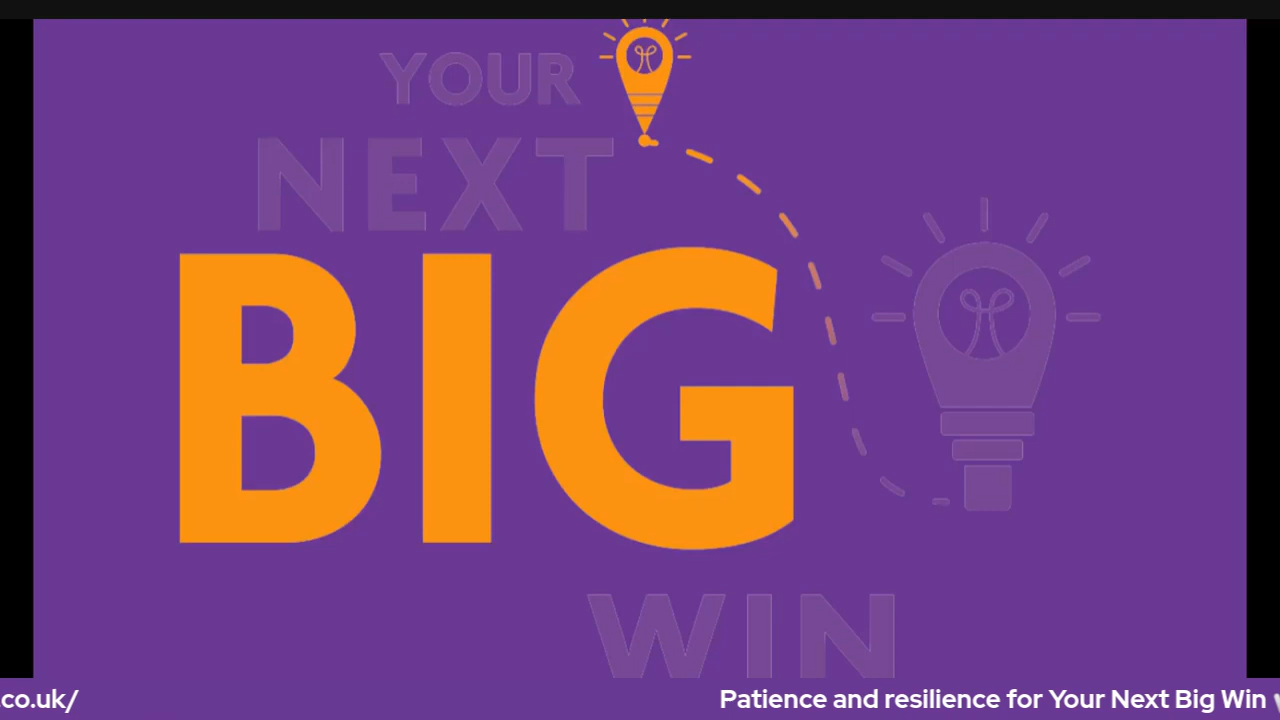 YOUR
NEXT
BIG
WIN
.co.uk/
Patience and resilience for Your Next Big Win